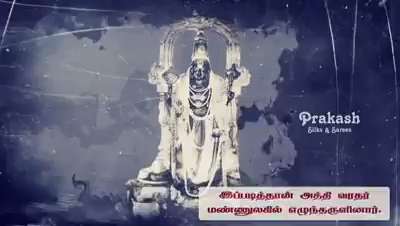 Prakash
Silks & Sarees
இப்படித்தான் அத்தி வரதர்
மண்ணுலகில் எழுந்தருளினார்.